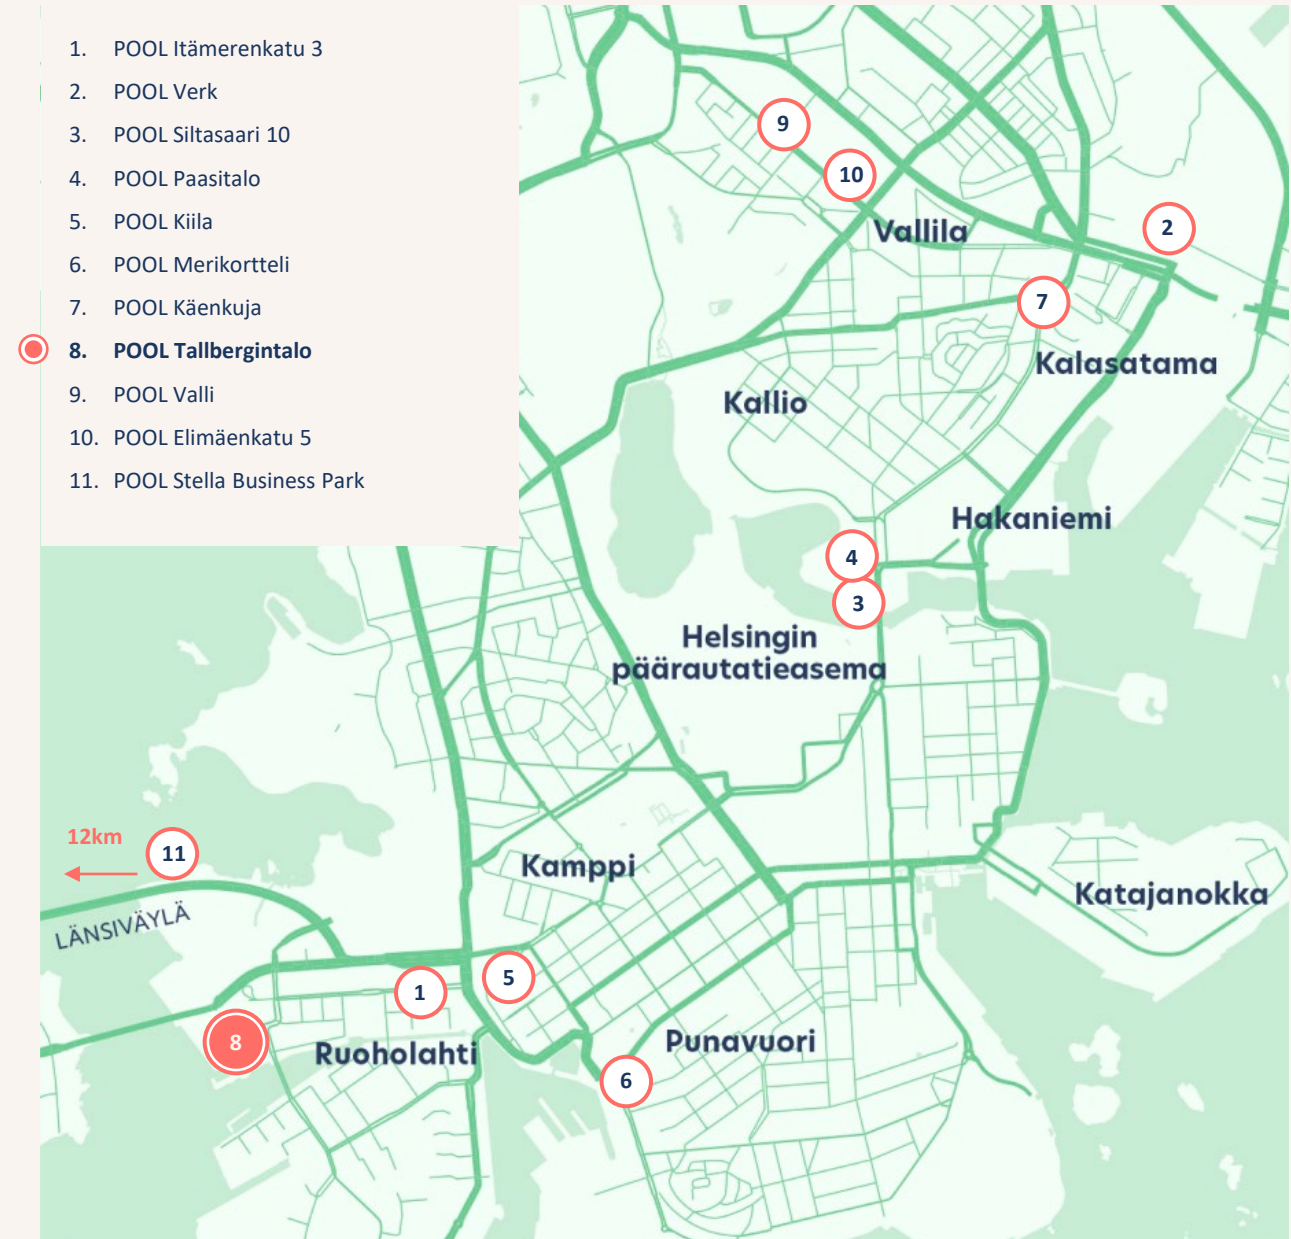 1. POOL Itämerenkatu 3
2. POOL Verk
3. POOL Siltasaari 10
4. POOL Paasitalo
5. POOL Kiila
6. POOL Merikortteli
7. POOL Käenkuja
8. POOL Tallbergintalo
9. POOL Valli
10. POOL Elimäenkatu 5
11. POOL Stella Business Park
9
10
2
Vallila
7
Kalasatama
Kallio
Hakaniemi
4
3
Helsingin
päärautatieasema
12km
11
Kamppi
Katajanokka
LÄNSIVÄYLÄ
5
1
8
Ruoholahti
Punavuori
6